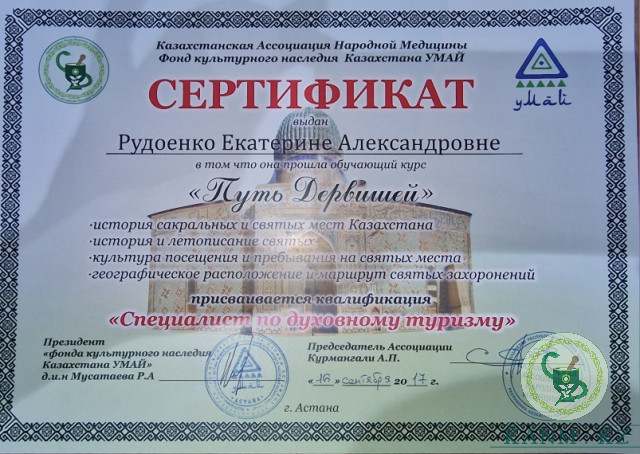 Казахстанская Ассоциация Народной Медицины
Фонд культурного наследия Казахстана УМАЙ
СЕРТИФИКАТ
умай
выдан
Рудоенко Екатерине Александровне
в том что она прошла обучающий курс
«Путь Дервишей»
·история сакральных и святых мест Казахстана
·история и летописание святых
·культура посещения и пребывания на святых местах
·географическое расположение и маршрут святых захоронений
присваивается квалификация
«Специалист по духовному туризму»
Президент
«фонда культурного наследия
Казахстана УМАЙ»
д.и.н Мусатаева Р.А
Председатель Ассоциации
Курмангали А.П.
«16» сентября 2017 г.
г. Астана
KANM KZ